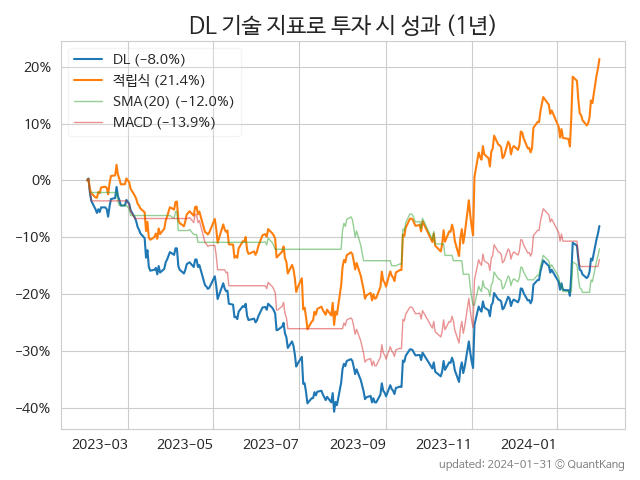 DL 기술 지표로 투자 시 성과 (1년)
DL (−8.0%)
적립식 (21.4%)
SMA(20) (−12.0%)
MACD (−13.9%)
20%
10%
0%
−10%
−20%
−30%
−40%
2023-03 2023-05 2023-07 2023-09 2023-11 2024-01
updated: 2024-01-31 © QuantKang